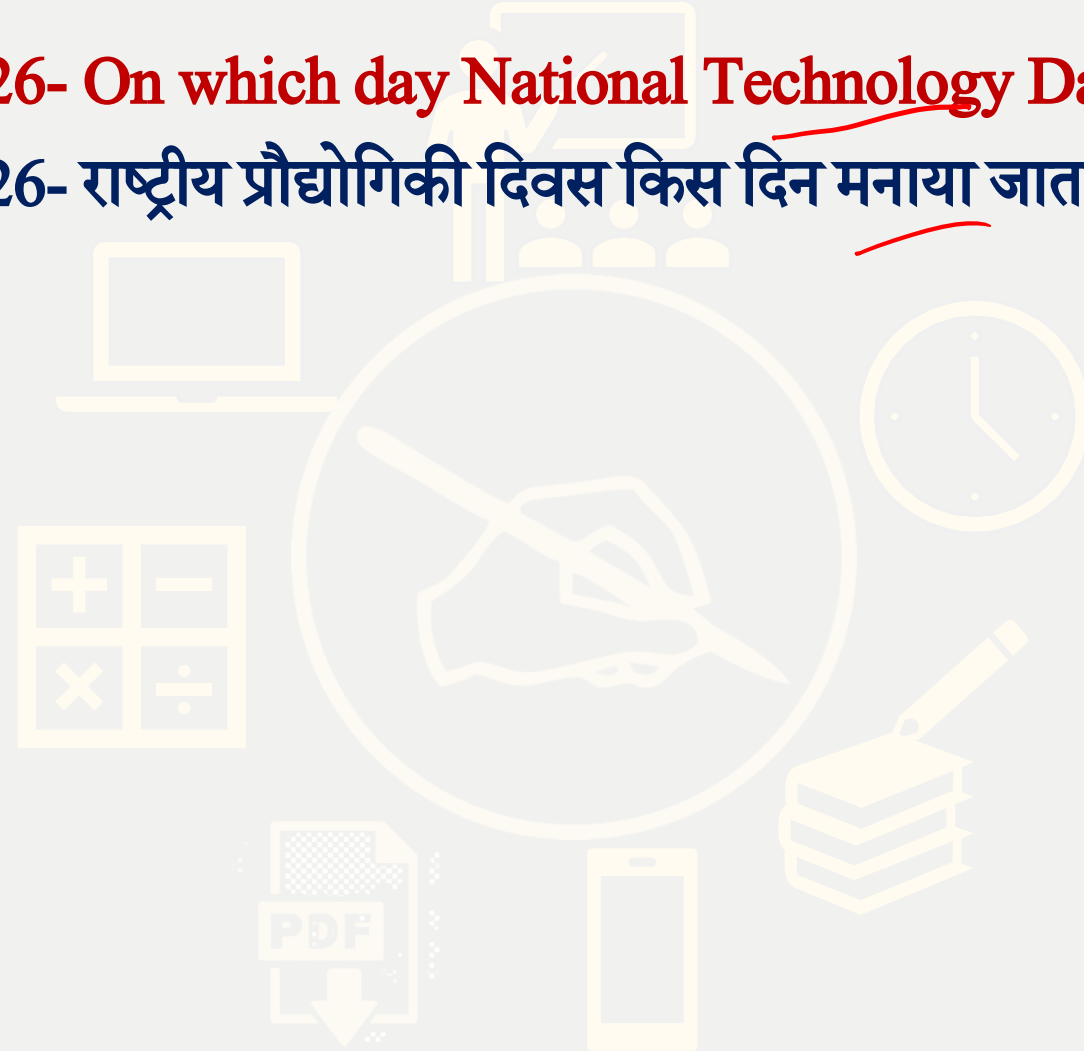 26- On which day National Technology Da
26- राष्ट्रीय प्रौद्योगिकी दिवस किस दिन मनाया जात
PDF